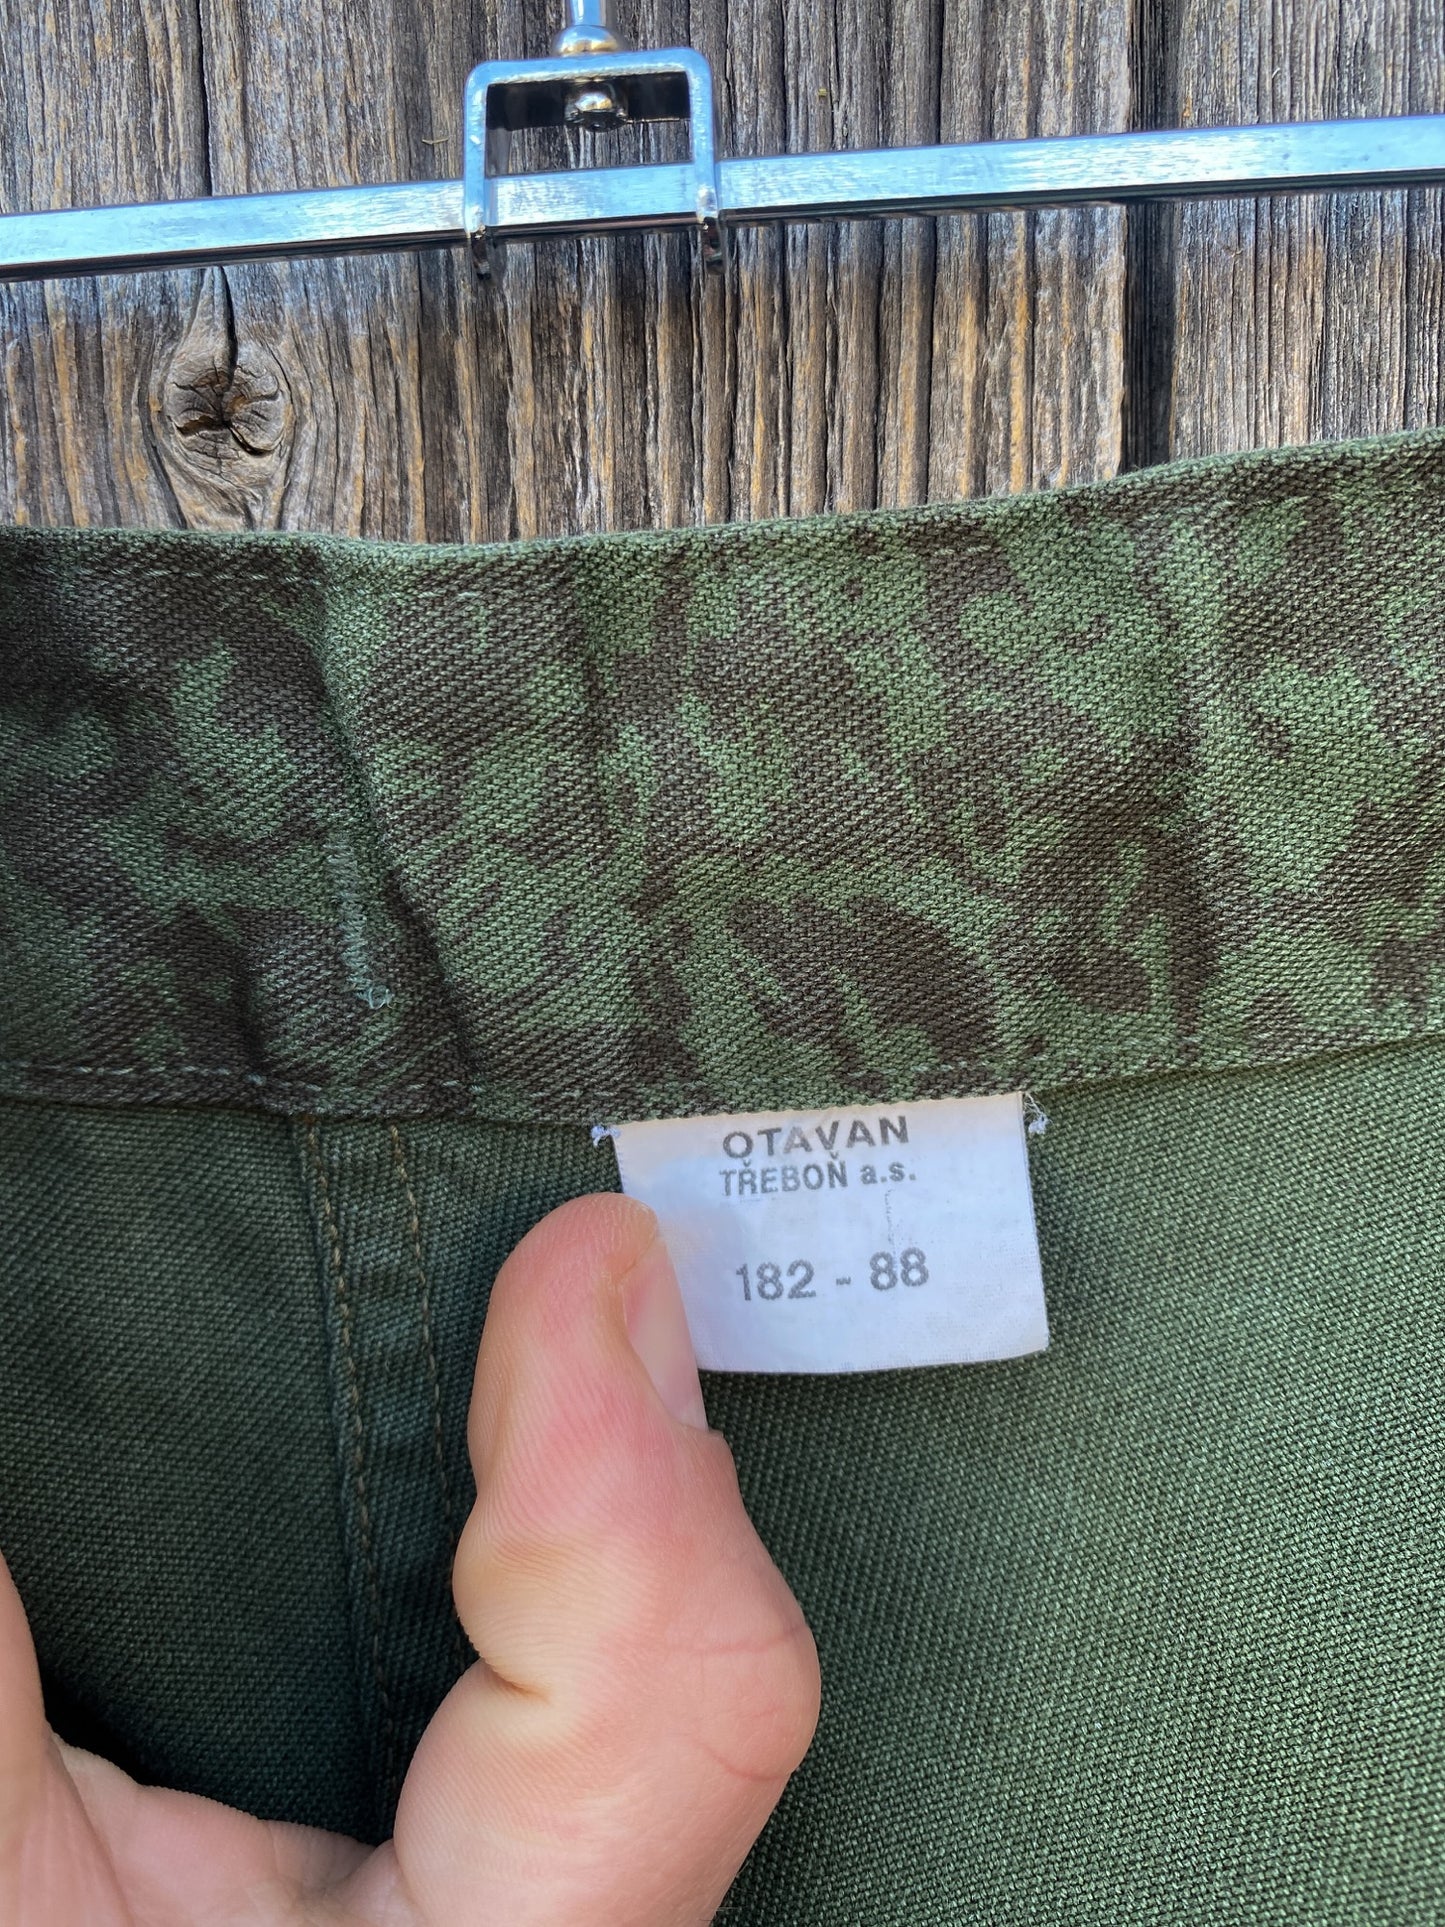 OTAVAN
TŘEBOŇ a.s.
182 - 88